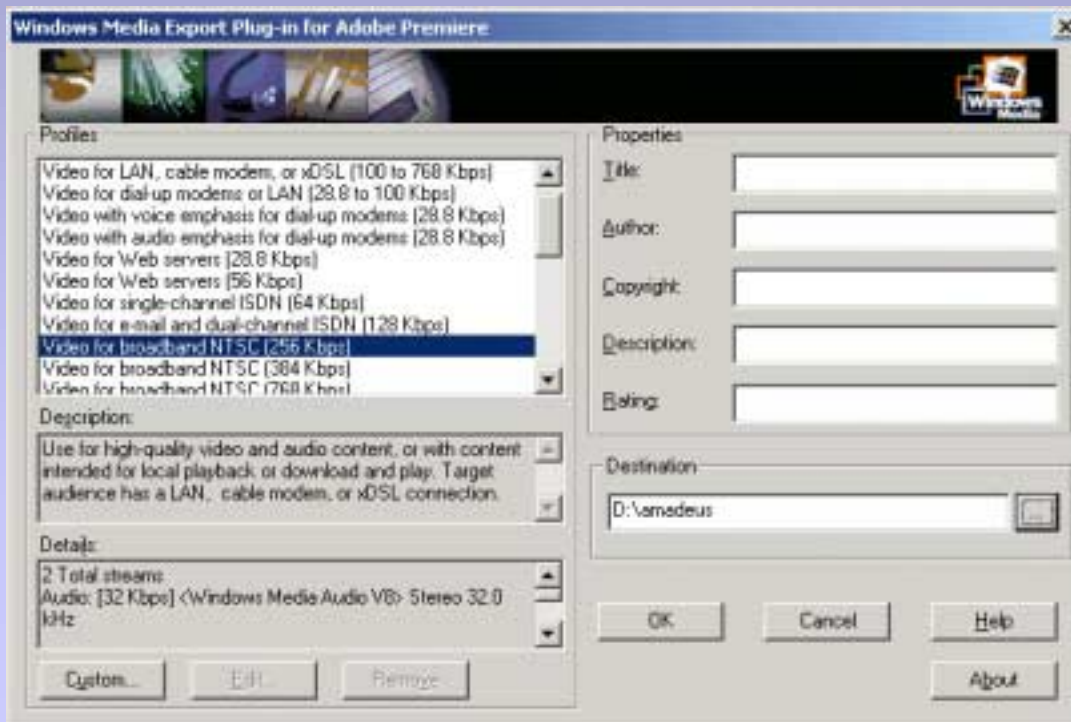 Windows Media Export Plug-in for Adobe Premiere
Windows Media
Profiles
Video for LAN, cable modem, or xDSL (100 to 768 Kbps)
Video for dial-up modems or LAN (28.8 to 100 Kbps)
Video with voice emphasis for dial-up modems (28.8 Kbps)
Video with audio emphasis for dial-up modems (28.8 Kbps)
Video for Web servers (28.8 Kbps)
Video for Web servers (56 Kbps)
Video for single-channel ISDN (64 Kbps)
Video for e-mail and dual-channel ISDN (128 Kbps)
Video for broadband NTSC (256 Kbps)
Video for broadband NTSC (384 Kbps)
Video for broadband NTSC (768 Kbps)
Description:
Use for high-quality video and audio content, or with content
intended for local playback or download and play. Target
audience has a LAN, cable modem, or xDSL connection.
Details:
2 Total streams
Audio: [32 Kbps] <Windows Media Audio V8> Stereo 32.0
kHz
Custom...
Edit...
Remove
Properties
Title:
Author:
Copyright:
Description:
Rating:
Destination
D:\amadeus
...
OK
Cancel
Help
About